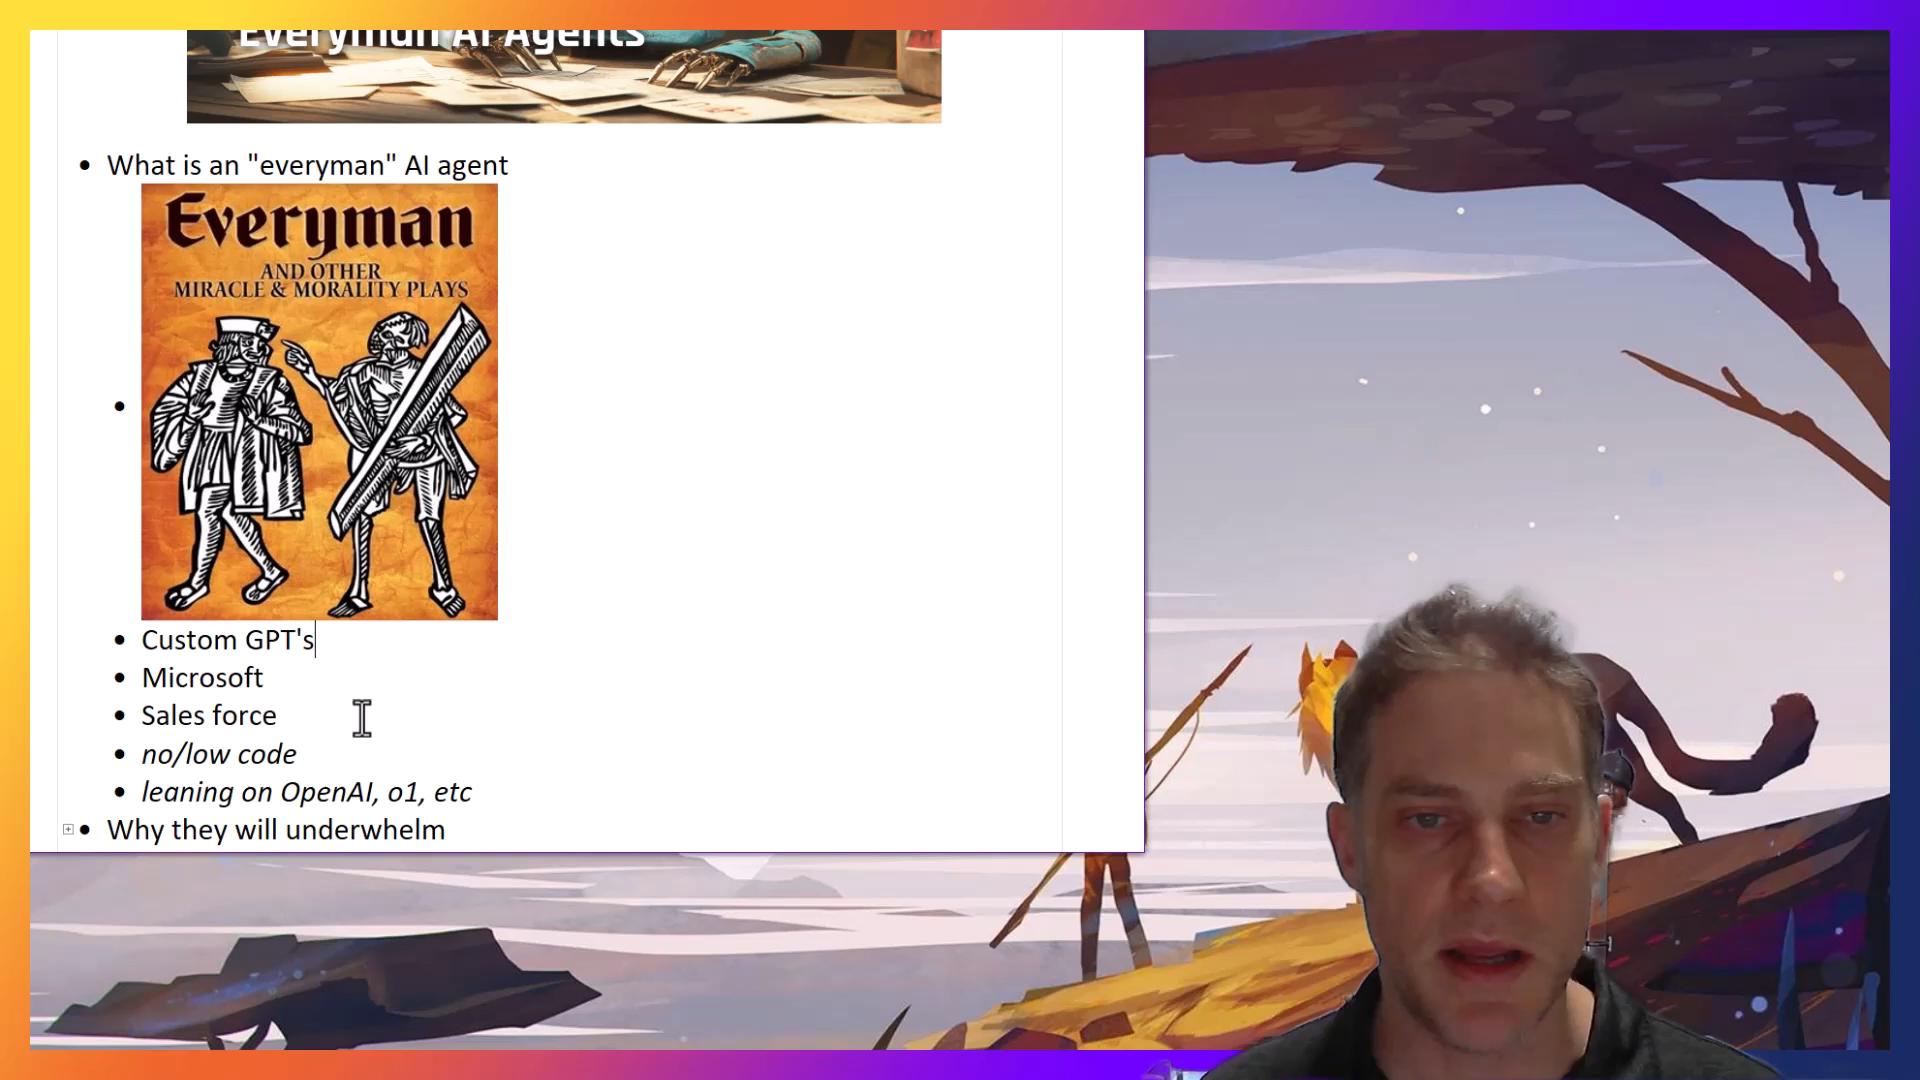 Everyman AI Agents
What is an "everyman" AI agent
Everyman
AND OTHER
MIRACLE & MORALITY PLAYS
Custom GPT's
Microsoft
Sales force
no/low code
leaning on OpenAI, o1, etc
Why they will underwhelm